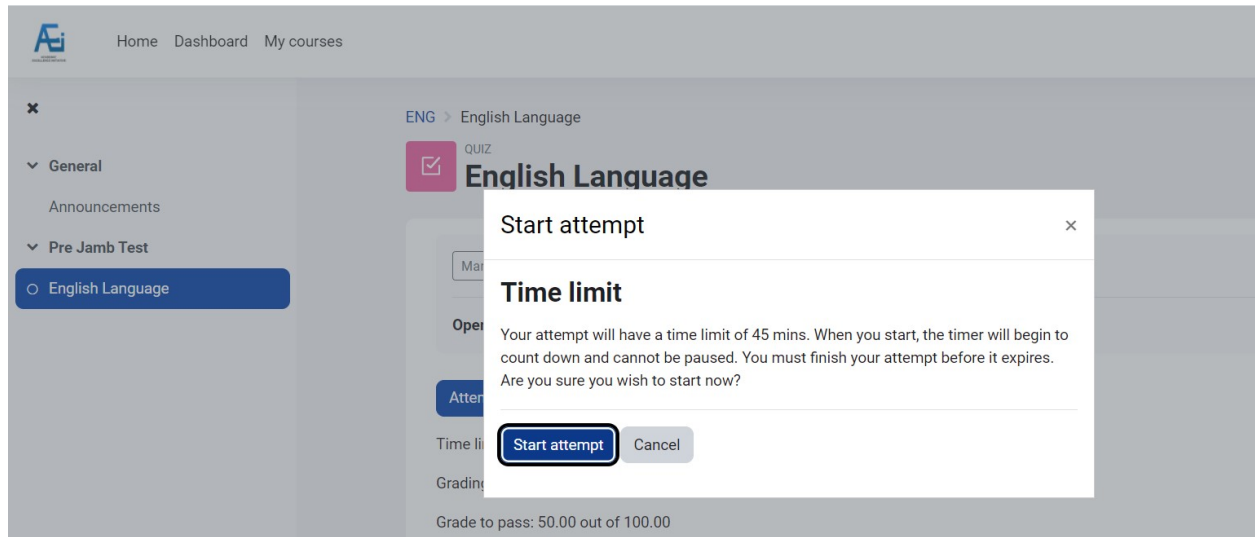 Home Dashboard My courses
General
Announcements
Pre Jamb Test
English Language
ENG > English Language
QUIZ
English Language
Start attempt
×
Time limit
Your attempt will have a time limit of 45 mins. When you start, the timer will begin to
count down and cannot be paused. You must finish your attempt before it expires.
Are you sure you wish to start now?
Start attempt Cancel
Grade to pass: 50.00 out of 100.00